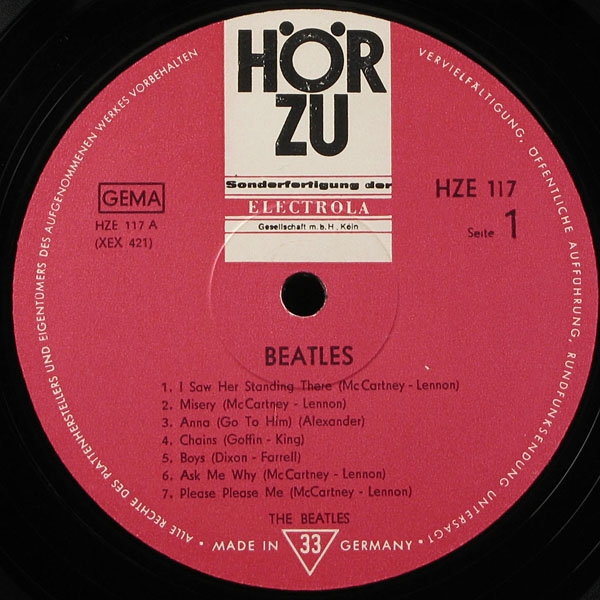 HÖR
ZU
Sonderfertigung der
ELECTROLA
Gesellschaft m.b.H., Köln
GEMA
HZE 117 A
(XEX 421)
HZE 117
Seite 1
BEATLES
1. I Saw Her Standing There (McCartney - Lennon)
2. Misery (McCartney - Lennon)
3. Anna (Go To Him) (Alexander)
4. Chains (Goffin - King)
5. Boys (Dixon - Farrell)
6. Ask Me Why (McCartney - Lennon)
7. Please Please Me (McCartney - Lennon)
THE BEATLES
• MADE IN 33 GERMANY •
ALLE RECHTE DES PLATTENHERSTELLERS UND EIGENTÜMERS DES AUFGENOMMENEN WERKES VORBEHALTEN
VERVIELFÄLTIGUNG, ÖFFENTLICHE AUFFÜHRUNG, RUNDFUNKSENDUNG UNTERSAGT